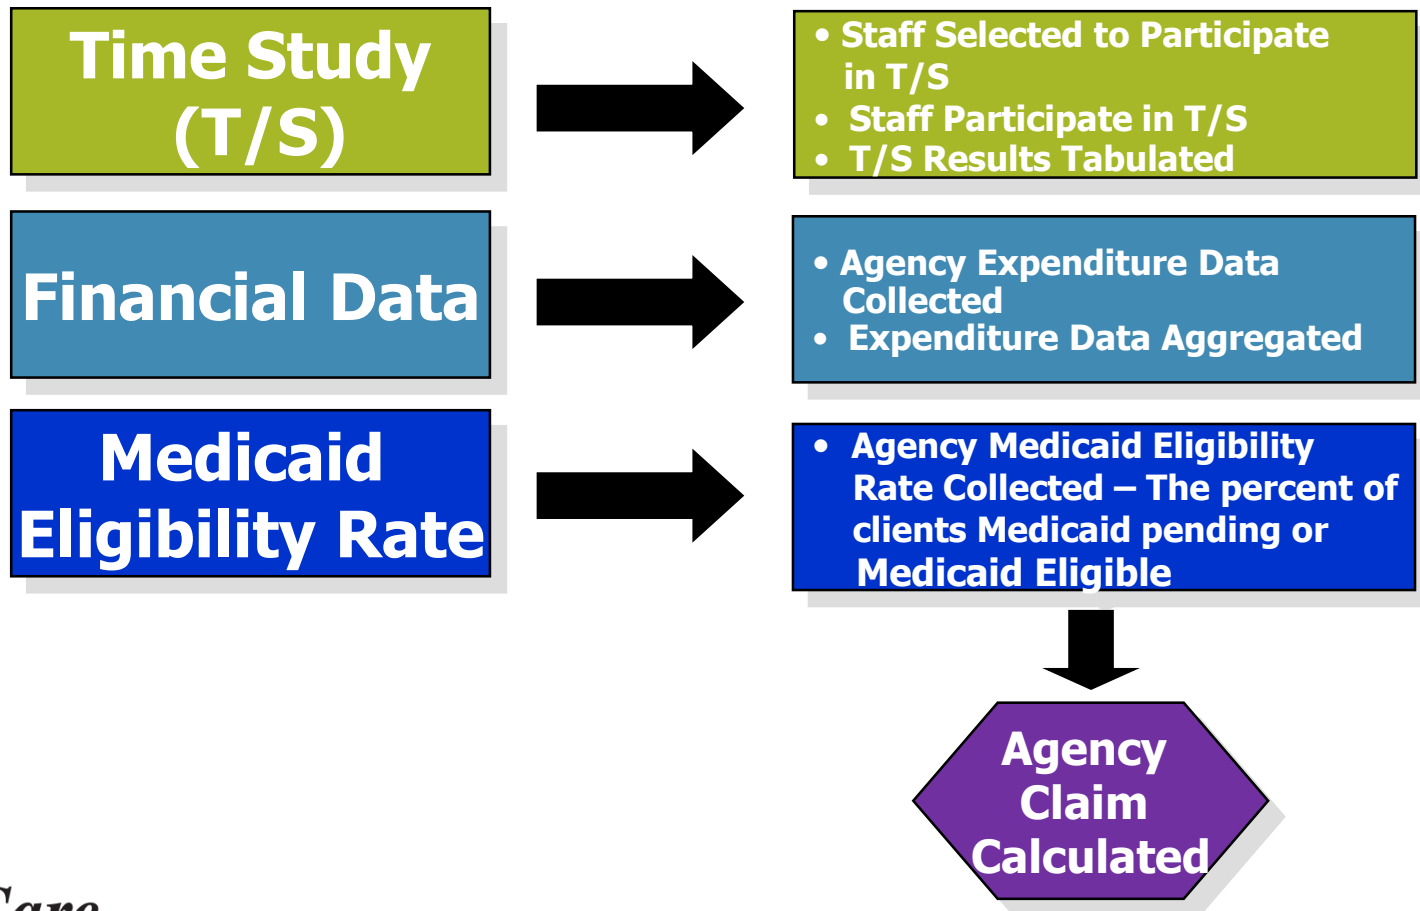 Time Study
(T/S)
• Staff Selected to Participate
in T/S
• Staff Participate in T/S
• T/S Results Tabulated
Financial Data
• Agency Expenditure Data
Collected
• Expenditure Data Aggregated
Medicaid
Eligibility Rate
• Agency Medicaid Eligibility
Rate Collected – The percent of
clients Medicaid pending or
Medicaid Eligible
Agency
Claim
Calculated